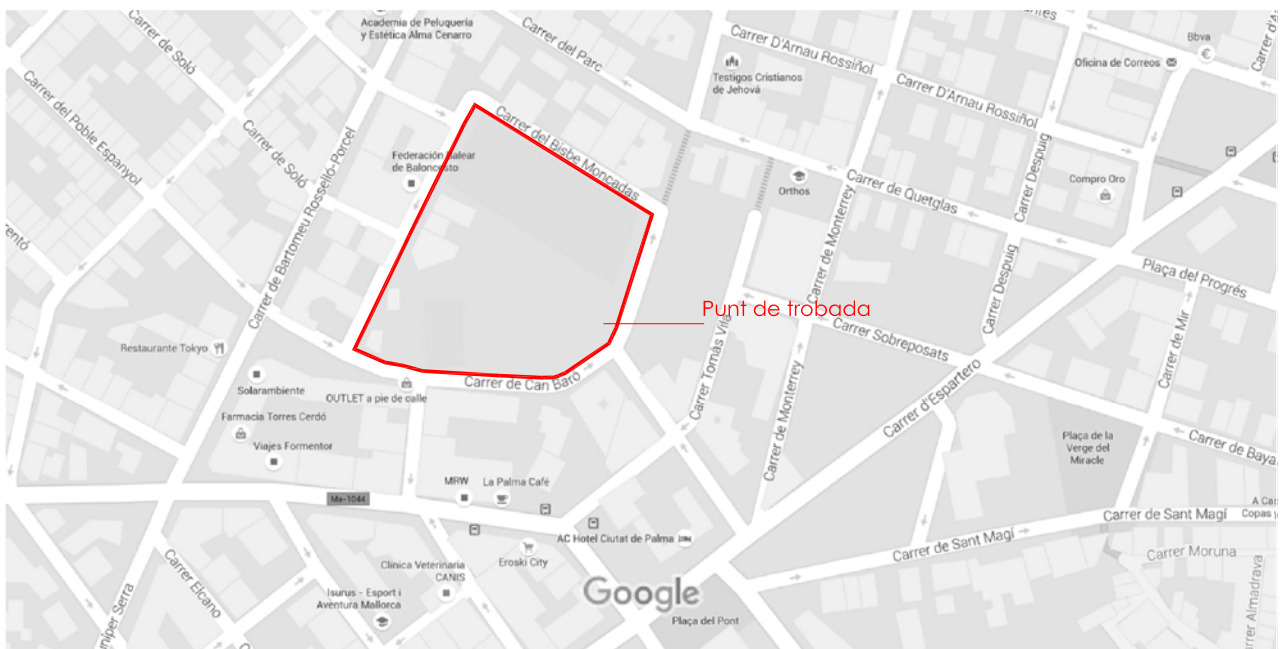 Academia de Peluquería
y Estética Alma Cenarro
Carrer de Soló
Carrer del Parc
Carrer D'Arnau Rossiñol
Bbva
Oficina de Correos
Testigos Cristianos
de Jehová
Carrer D'Arnau Rossiñol
Carrer del Poble Espanyol
Carrer de Soló
Carrer del Bisbe Moncadas
Federación Balear
de Baloncesto
Carrer de Bartomeu Rosselló-Porcel
Orthos
Carrer de Quetglas
Carrer de Monterrey
Carrer Despuig
Compro Oro
Plaça del Progrés
Carrer Despuig
Punt de trobada
Carrer Sobreposats
Carrer de Mir
Carrer Tomàs Vila
Restaurante Tokyo
Solarambiente
OUTLET a pie de calle
Carrer de Can Baró
Carrer de Monterrey
Carrer d'Espartero
Farmacia Torres Cerdó
Viajes Formentor
Plaça de la
Verge del
Miracle
Carrer de Baya
MRW
La Palma Café
Ma-1044
AC Hotel Ciutat de Palma
Carrer de Sant Magí
Carrer de Sant Magí
A Cas
Copas y
Carrer Moruna
Eroski City
Clínica Veterinaria
CANIS
Carrer Elcano
Isurus - Esport i
Aventura Mallorca
Google
Plaça del Pont
níper Serra
rrer Almadrava